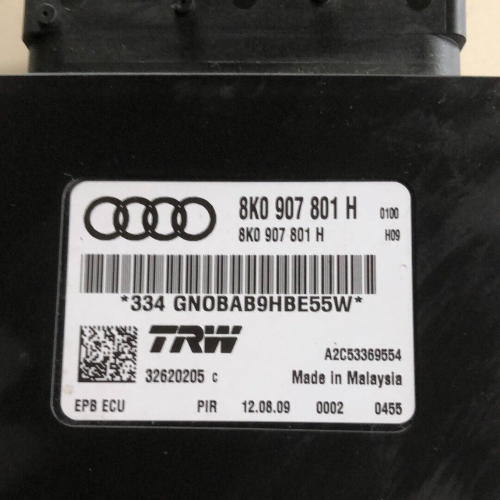 8K0 907 801 H 0100
8K0 907 801 H H09
*334 GN0BAB9HBE55W*
TRW A2C53369554
32620205 C Made in Malaysia
EPB ECU PIR 12.08.09 0002 0455